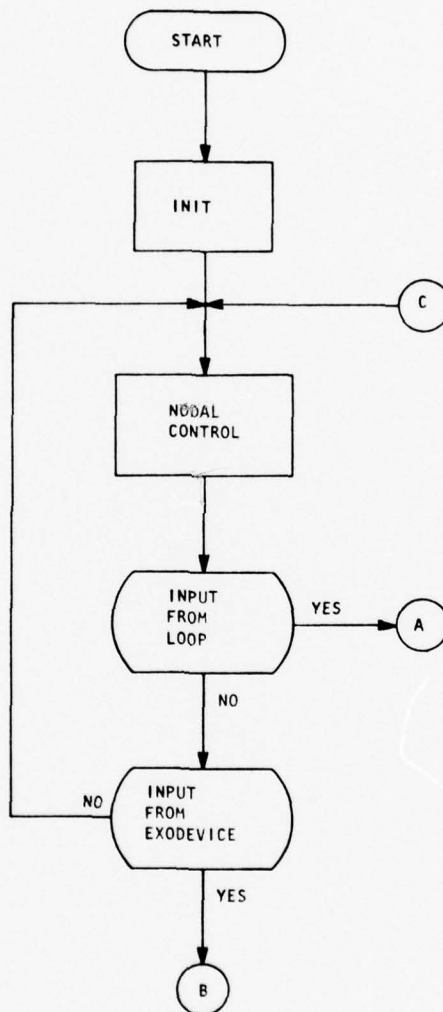 START
INIT
C
NODAL
CONTROL
INPUT
FROM
LOOP
YES
A
NO
NO
INPUT
FROM
EXODEVICE
YES
B